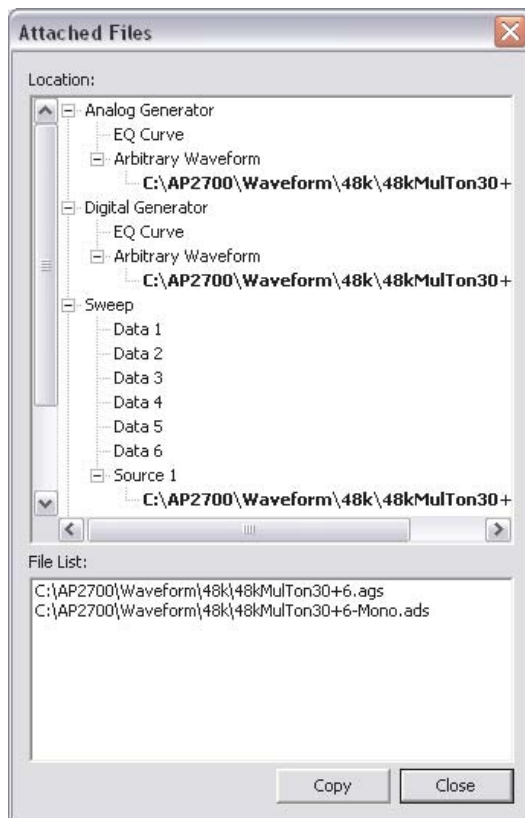 Attached Files
Location:
Analog Generator
EQ Curve
Arbitrary Waveform
C:\AP2700\Waveform\48k\48kMulTon30+
Digital Generator
EQ Curve
Arbitrary Waveform
C:\AP2700\Waveform\48k\48kMulTon30+
Sweep
Data 1
Data 2
Data 3
Data 4
Data 5
Data 6
Source 1
C:\AP2700\Waveform\48k\48kMulTon30+
File List:
C:\AP2700\Waveform\48k\48kMulTon30+6.ags
C:\AP2700\Waveform\48k\48kMulTon30+6-Mono.ads
Copy Close